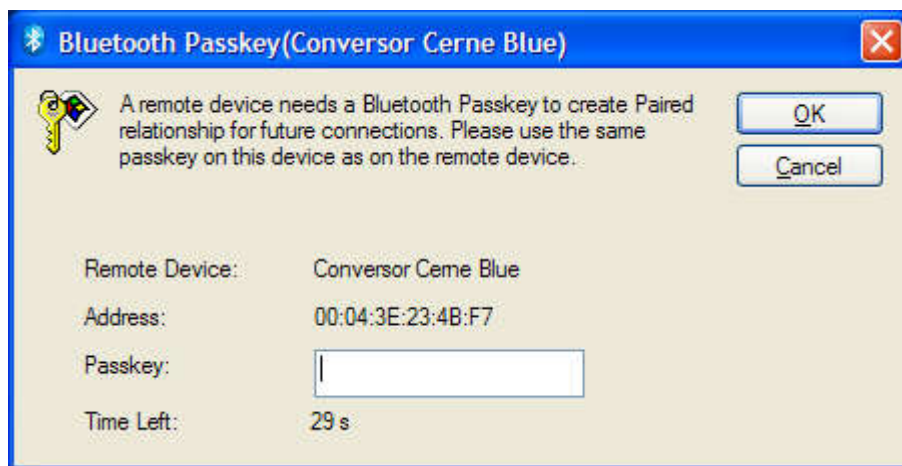 Bluetooth Passkey(Conversor Cerne Blue)
A remote device needs a Bluetooth Passkey to create Paired
relationship for future connections. Please use the same
passkey on this device as on the remote device.
OK
Cancel
Remote Device: Conversor Cerne Blue
Address: 00:04:3E:23:4B:F7
Passkey:
Time Left: 29 s